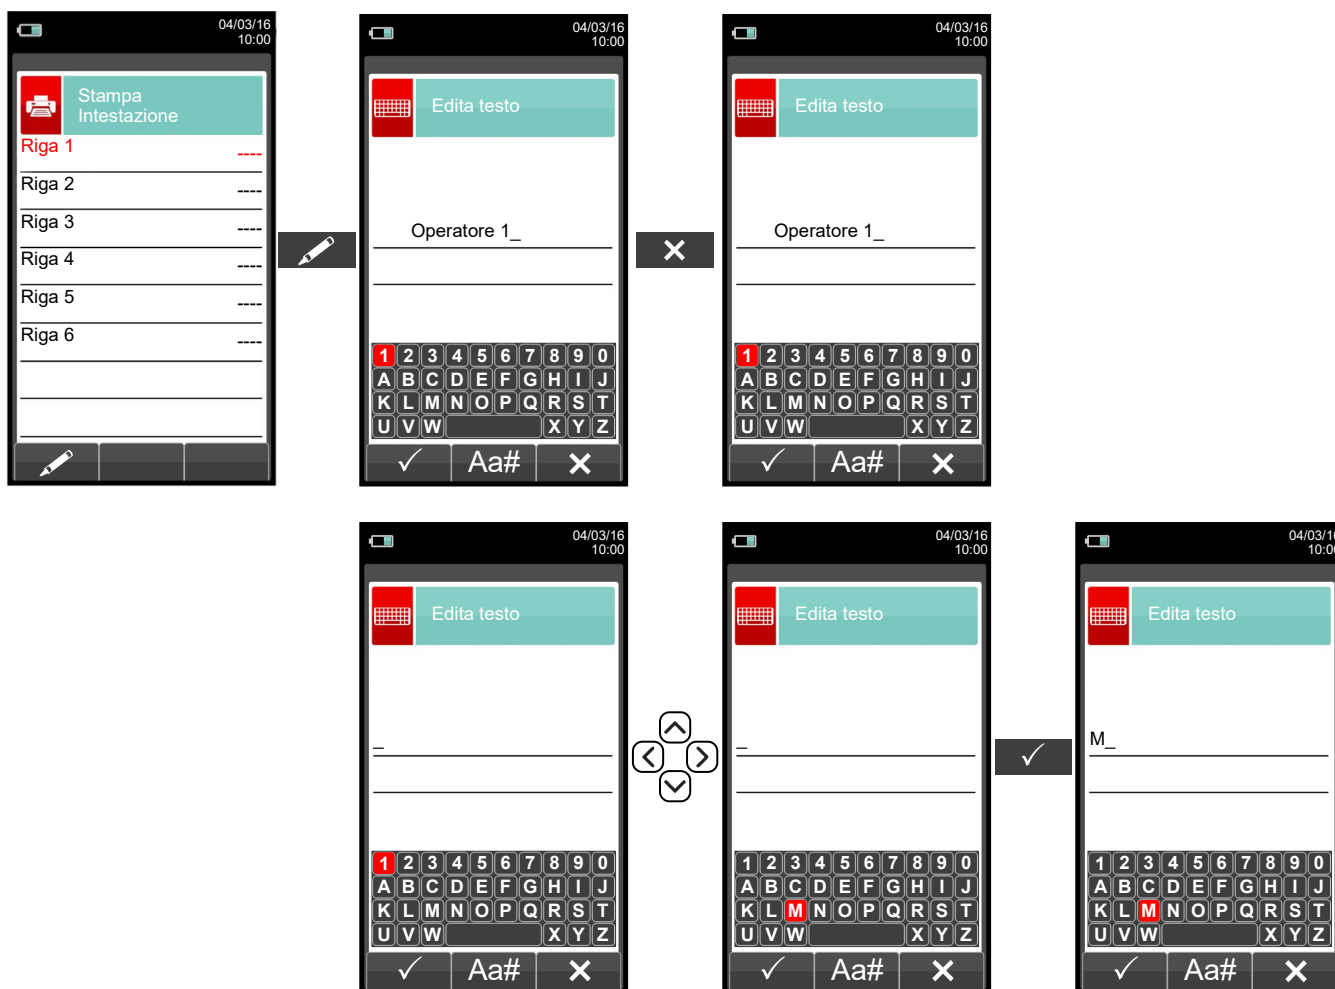 04/03/16
10:00
Stampa
Intestazione
Riga 1 ----
Riga 2 ----
Riga 3 ----
Riga 4 ----
Riga 5 ----
Riga 6 ----
04/03/16
10:00
Edita testo
Operatore 1_
1 2 3 4 5 6 7 8 9 0
A B C D E F G H I J
K L M N O P Q R S T
U V W X Y Z
Aa#
04/03/16
10:00
Edita testo
Operatore 1_
1 2 3 4 5 6 7 8 9 0
A B C D E F G H I J
K L M N O P Q R S T
U V W X Y Z
Aa#
04/03/16
10:00
Edita testo
_
1 2 3 4 5 6 7 8 9 0
A B C D E F G H I J
K L M N O P Q R S T
U V W X Y Z
Aa#
04/03/16
10:00
Edita testo
_
1 2 3 4 5 6 7 8 9 0
A B C D E F G H I J
K L M N O P Q R S T
U V W X Y Z
Aa#
04/03/16
10:00
Edita testo
M_
1 2 3 4 5 6 7 8 9 0
A B C D E F G H I J
K L M N O P Q R S T
U V W X Y Z
Aa#